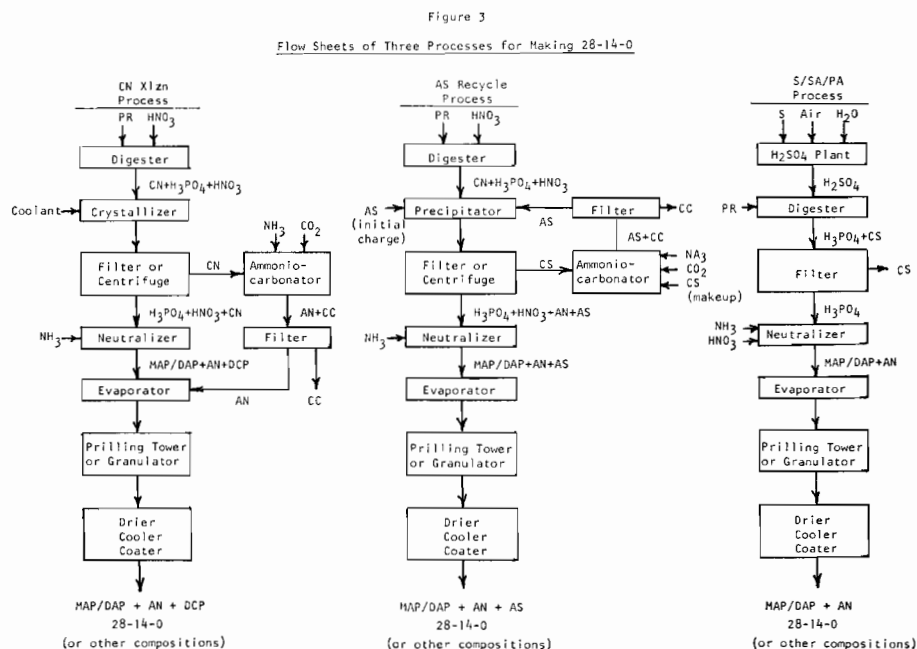 Figure 3
Flow Sheets of Three Processes for Making 28-14-0
CN Xlzn
Process
PR HNO3
Digester
CN+H3PO4+HNO3
Coolant
Crystallizer
NH3 CO2
Filter or
Centrifuge
CN
Ammonio-
carbonator
H3PO4+HNO3+CN
AN+CC
NH3
Neutralizer
Filter
MAP/DAP+AN+DCP
Evaporator
AN
CC
Prilling Tower
or Granulator
Drier
Cooler
Coater
MAP/DAP + AN + DCP
28-14-0
(or other compositions)
AS Recycle
Process
PR HNO3
Digester
CN+H3PO4+HNO3
AS
(initial
charge)
Precipitator
AS
Filter
CC
AS+CC
Filter or
Centrifuge
CS
Ammonio-
carbonator
NA3
CO2
CS
(makeup)
H3PO4+HNO3+AN+AS
NH3
Neutralizer
MAP/DAP+AN+AS
Evaporator
Prilling Tower
or Granulator
Drier
Cooler
Coater
MAP/DAP + AN + AS
28-14-0
(or other compositions)
S/SA/PA
Process
S Air H2O
H2SO4 Plant
H2SO4
PR
Digester
H3PO4+CS
Filter
CS
H3PO4
NH3
HNO3
Neutralizer
MAP/DAP+AN
Evaporator
Prilling Tower
or Granulator
Drier
Cooler
Coater
MAP/DAP + AN
28-14-0
(or other compositions)